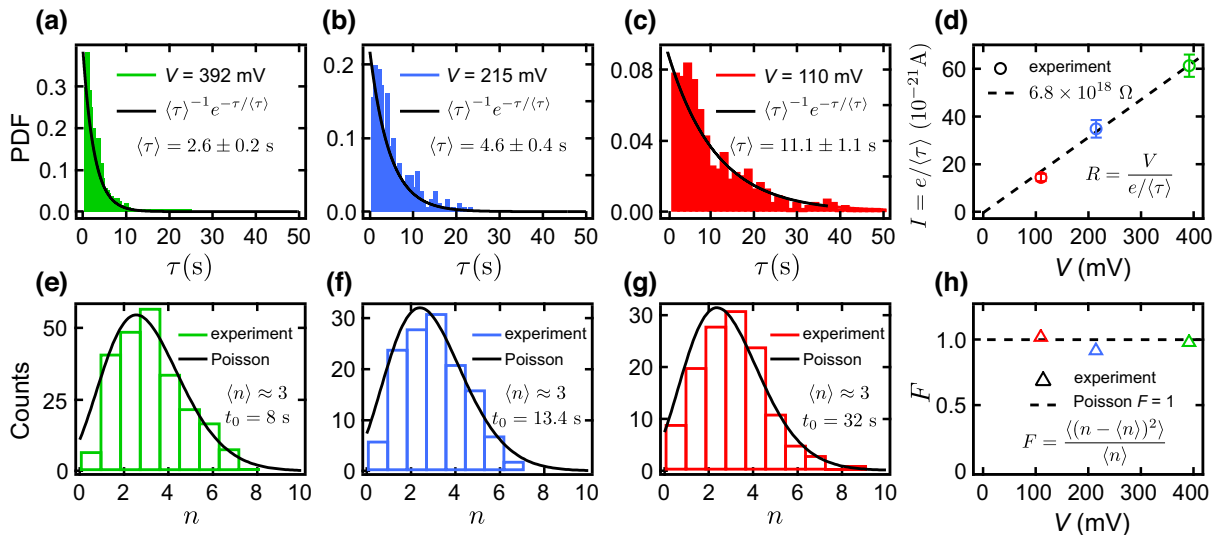 (a)
PDF
0.3
0.2
0.1
0.0
V = 392 mV
⟨τ⟩⁻¹e^{-τ/⟨τ⟩}
⟨τ⟩ = 2.6 ± 0.2 s
0 10 20 30 40 50
τ(s)
(b)
0.2
0.1
0.0
V = 215 mV
⟨τ⟩⁻¹e^{-τ/⟨τ⟩}
⟨τ⟩ = 4.6 ± 0.4 s
0 10 20 30 40 50
τ(s)
(c)
0.08
0.04
0.00
V = 110 mV
⟨τ⟩⁻¹e^{-τ/⟨τ⟩}
⟨τ⟩ = 11.1 ± 1.1 s
0 10 20 30 40 50
τ(s)
(d)
I = e/⟨τ⟩ (10⁻²¹A)
60
40
20
0
experiment
6.8 × 10¹⁸ Ω
R = V / e/⟨τ⟩
0 100 200 300 400
V (mV)
(e)
Counts
50
25
0
experiment
Poisson
⟨n⟩ ≈ 3
t₀ = 8 s
0 2 4 6 8 10
n
(f)
30
20
10
0
experiment
Poisson
⟨n⟩ ≈ 3
t₀ = 13.4 s
0 2 4 6 8 10
n
(g)
30
20
10
0
experiment
Poisson
⟨n⟩ ≈ 3
t₀ = 32 s
0 2 4 6 8 10
n
(h)
F
1.0
0.5
0
experiment
Poisson F = 1
F = ⟨(n − ⟨n⟩)²⟩ / ⟨n⟩
0 100 200 300 400
V (mV)